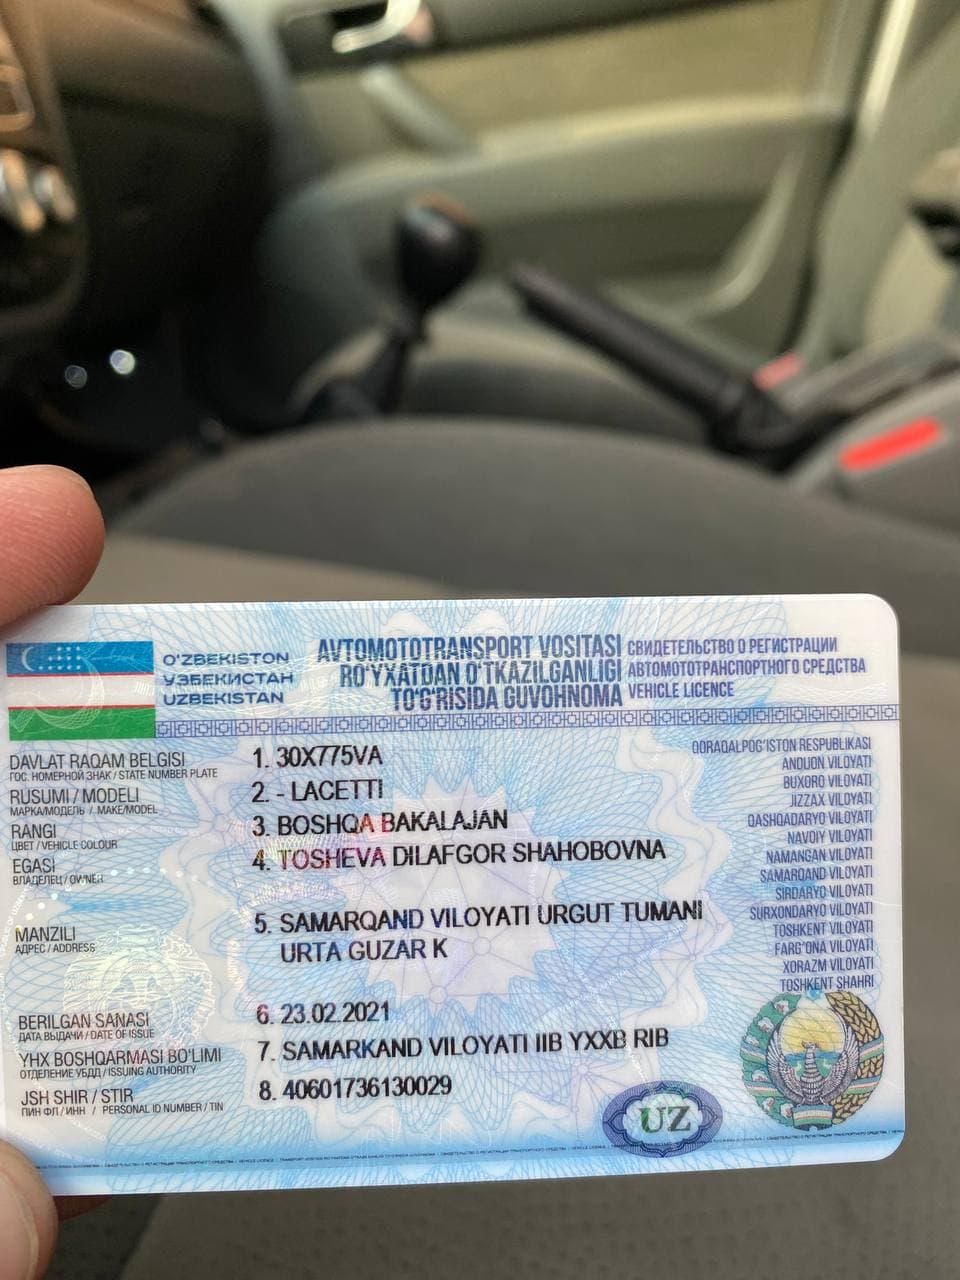 O'ZBEKISTON
УЗБЕКИСТАН
UZBEKISTAN
AVTOMOTOTRANSPORT VOSITASI
RO'YXATDAN O'TKAZILGANLIGI
TO'G'RISIDA GUVOHNOMA
СВИДЕТЕЛЬСТВО О РЕГИСТРАЦИИ
АВТОМОТОТРАНСПОРТНОГО СРЕДСТВА
VEHICLE LICENCE
DAVLAT RAQAM BELGISI
ГОС. НОМЕРНОЙ ЗНАК / STATE NUMBER PLATE
1. 30X775VA
RUSUMI / MODELI
МАРКА/МОДЕЛЬ / MAKE/MODEL
2. - LACETTI
RANGI
ЦВЕТ / VEHICLE COLOUR
3. BOSHQA BAKALAJAN
EGASI
ВЛАДЕЛЕЦ / OWNER
4. TOSHEVA DILAFGOR SHAHOBOVNA
MANZILI
АДРЕС / ADDRESS
5. SAMARQAND VILOYATI URGUT TUMANI
URTA GUZAR K
BERILGAN SANASI
ДАТА ВЫДАЧИ / DATE OF ISSUE
6. 23.02.2021
YHX BOSHQARMASI BO'LIMI
ОТДЕЛЕНИЕ УБДД / ISSUING AUTHORITY
7. SAMARKAND VILOYATI IIB YXXB RIB
JSH SHIR / STIR
ПИН ФЛ / ИНН / PERSONAL ID NUMBER / TIN
8. 40601736130029
QORAQALPOG'ISTON RESPUBLIKASI
ANDIJON VILOYATI
BUXORO VILOYATI
JIZZAX VILOYATI
QASHQADARYO VILOYATI
NAVOIY VILOYATI
NAMANGAN VILOYATI
SAMARQAND VILOYATI
SIRDARYO VILOYATI
SURXONDARYO VILOYATI
TOSHKENT VILOYATI
FARG'ONA VILOYATI
XORAZM VILOYATI
TOSHKENT SHAHRI
UZ